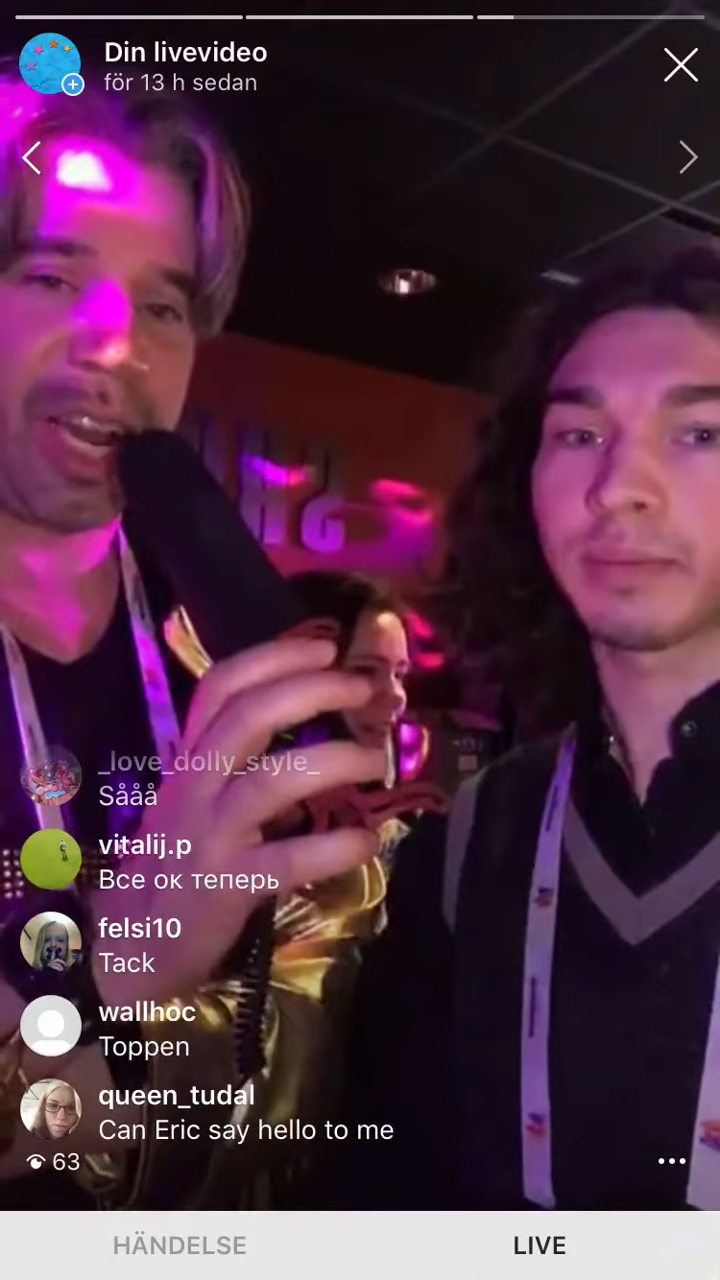 Din livevideo
för 13 h sedan
_love_dolly_style_
Sååå
vitalij.p
Все ок теперь
felsi10
Tack
wallhoc
Toppen
queen_tudal
Can Eric say hello to me
63
HÄNDELSE
LIVE